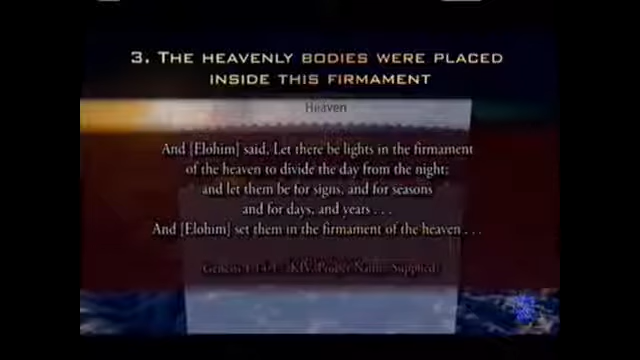 3. THE HEAVENLY BODIES WERE PLACED
INSIDE THIS FIRMAMENT
Heaven
And [Elohim] said, Let there be lights in the firmament
of the heaven to divide the day from the night;
and let them be for signs, and for seasons
and for days, and years . . .
And [Elohim] set them in the firmament of the heaven . . .
Genesis KJV, Proper Name Supplied